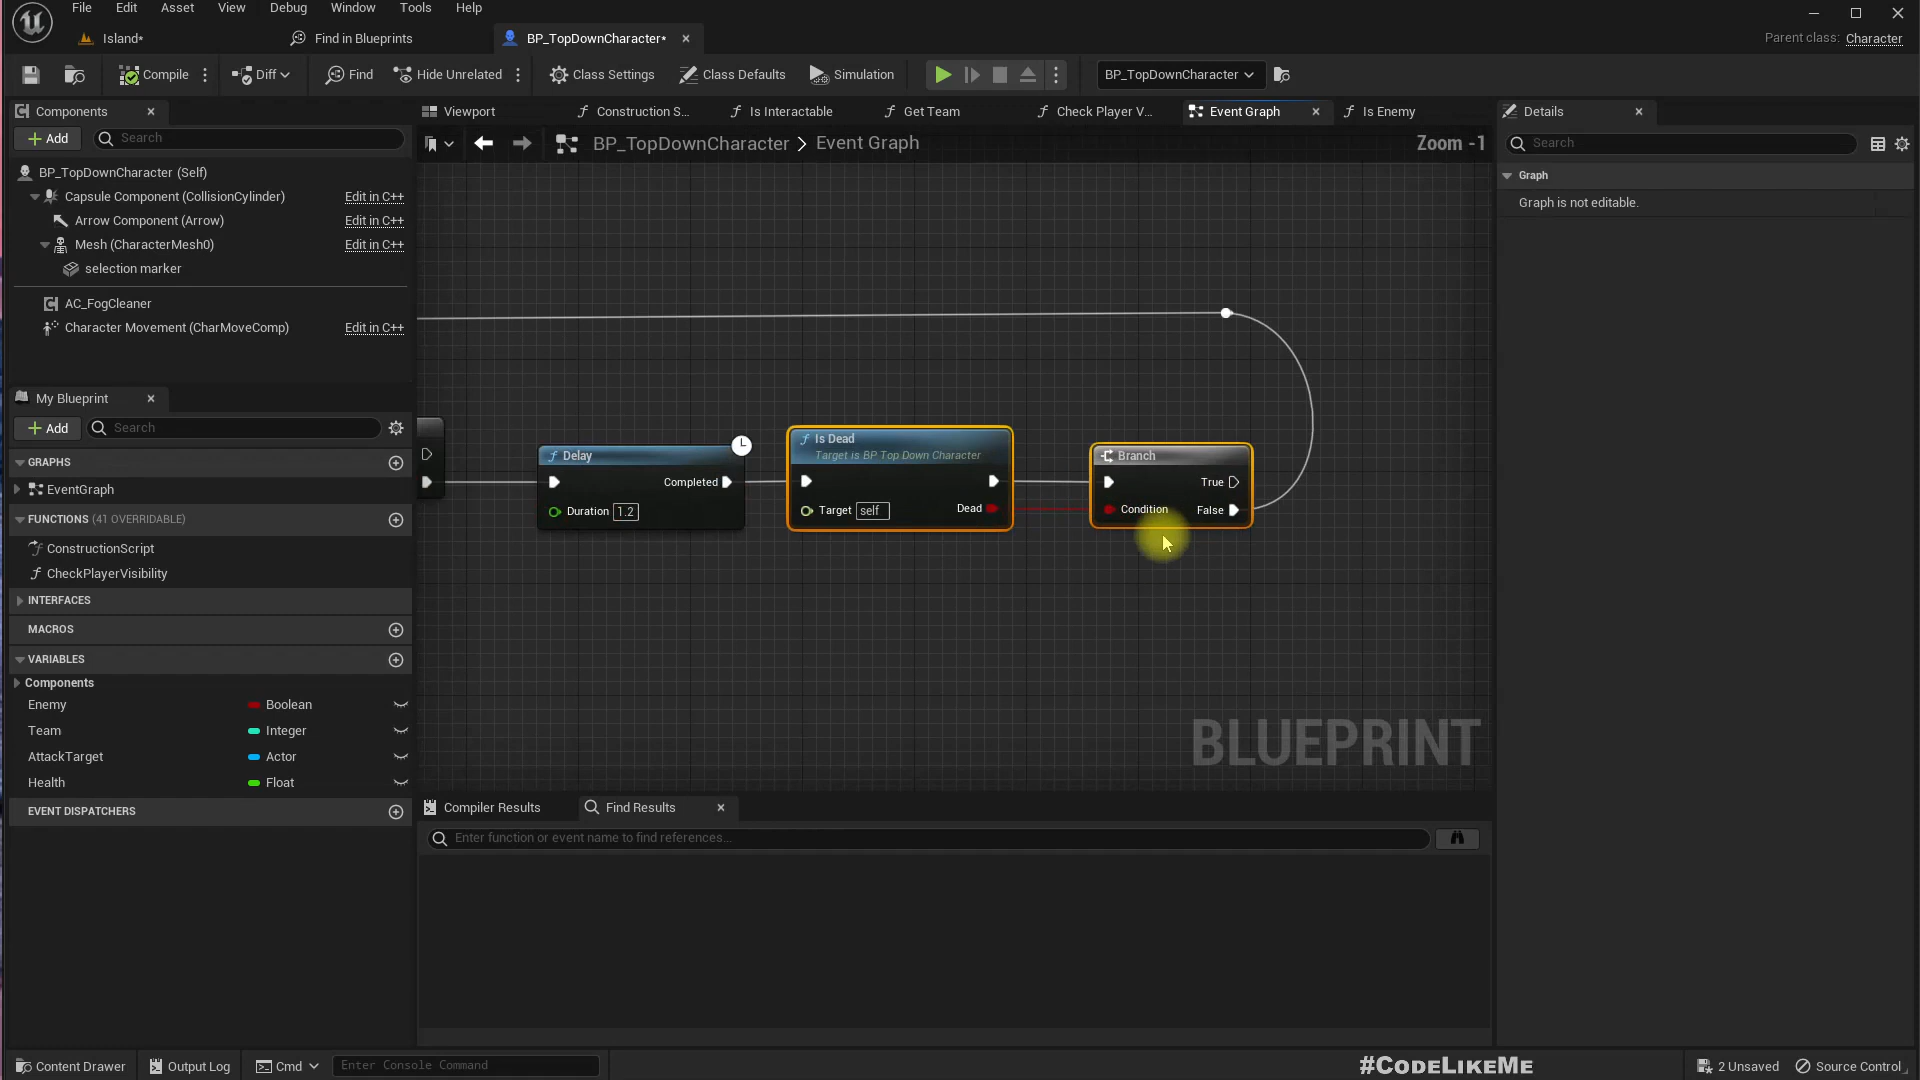 File Edit Asset View Debug Window Tools Help
Island* Find in Blueprints BP_TopDownCharacter* Parent class: Character
Compile Diff Find Hide Unrelated Class Settings Class Defaults Simulation BP_TopDownCharacter
Components
Viewport Construction S... Is Interactable Get Team Check Player V... Event Graph Is Enemy
Details
Add Search
BP_TopDownCharacter Event Graph Zoom -1
Search
BP_TopDownCharacter (Self)
Graph
Capsule Component (CollisionCylinder) Edit in C++
Graph is not editable.
Arrow Component (Arrow) Edit in C++
Mesh (CharacterMesh0) Edit in C++
selection marker
AC_FogCleaner
Character Movement (CharMoveComp) Edit in C++
My Blueprint
Add Search
GRAPHS
EventGraph
FUNCTIONS (41 OVERRIDABLE)
ConstructionScript
CheckPlayerVisibility
INTERFACES
MACROS
VARIABLES
Components
Enemy Boolean
Team Integer
AttackTarget Actor
Health Float
EVENT DISPATCHERS
Delay
Completed
Duration 1.2
Is Dead
Target is BP Top Down Character
Target self Dead
Branch
True
Condition False
BLUEPRINT
Compiler Results Find Results
Enter function or event name to find references...
Content Drawer Output Log Cmd Enter Console Command #CODELIKEME 2 Unsaved Source Control